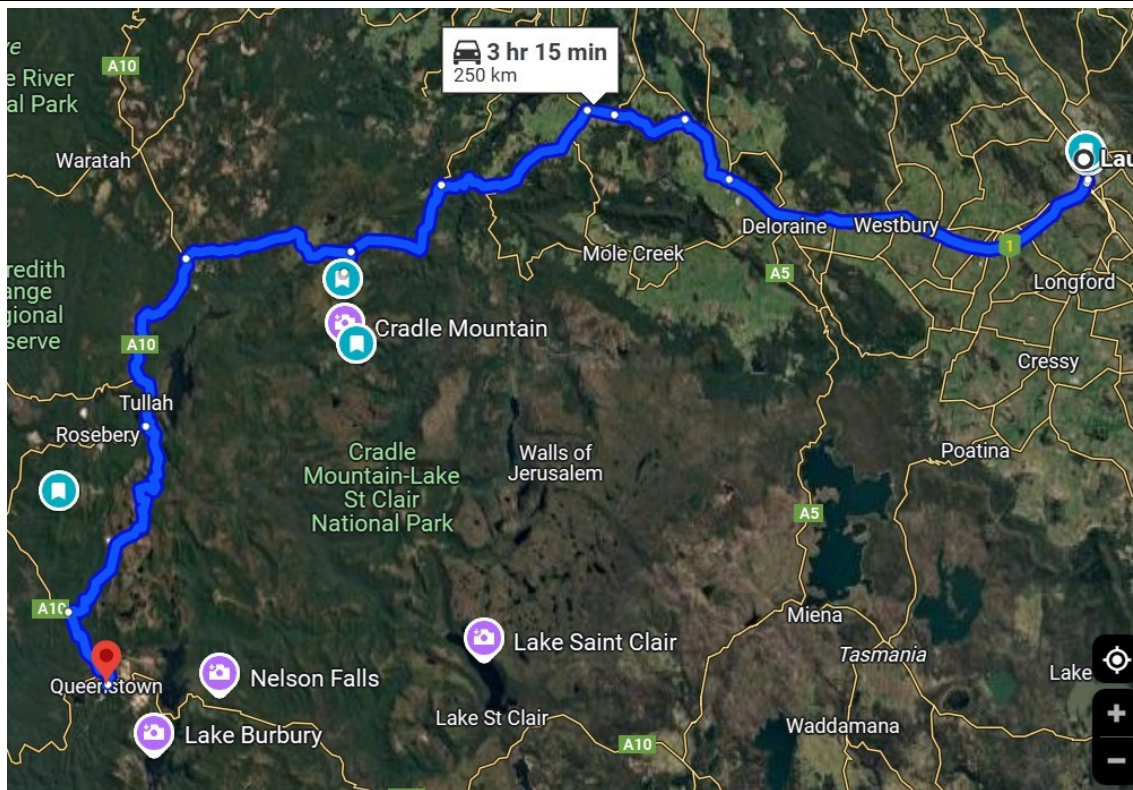 A10
3 hr 15 min
250 km
e
e River
al Park
Waratah
Lau
Deloraine
Westbury
1
Mole Creek
A5
Longford
redith
ange
gional
serve
Cradle Mountain
A10
Cressy
Tullah
Rosebery
Cradle
Mountain-Lake
St Clair
National Park
Walls of
Jerusalem
Poatina
A5
A10
Miena
Lake Saint Clair
Tasmania
Lake
Queenstown
Nelson Falls
Lake St Clair
Waddamana
Lake Burbury
A10
+
−